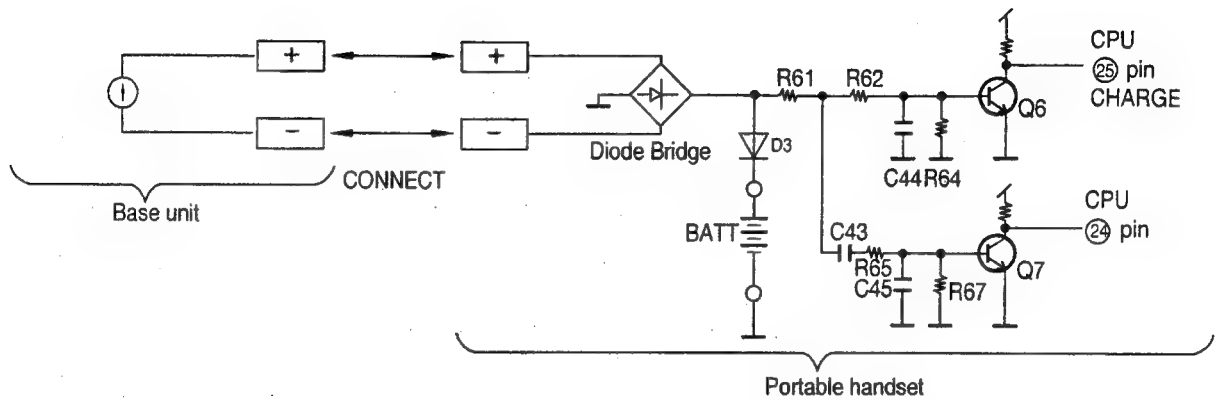 +
+
−
−
CONNECT
Base unit
Diode Bridge
R61
R62
D3
BATT
C43
R65
C45
R67
C44 R64
Q6
Q7
CPU
25 pin
CHARGE
CPU
24 pin
Portable handset